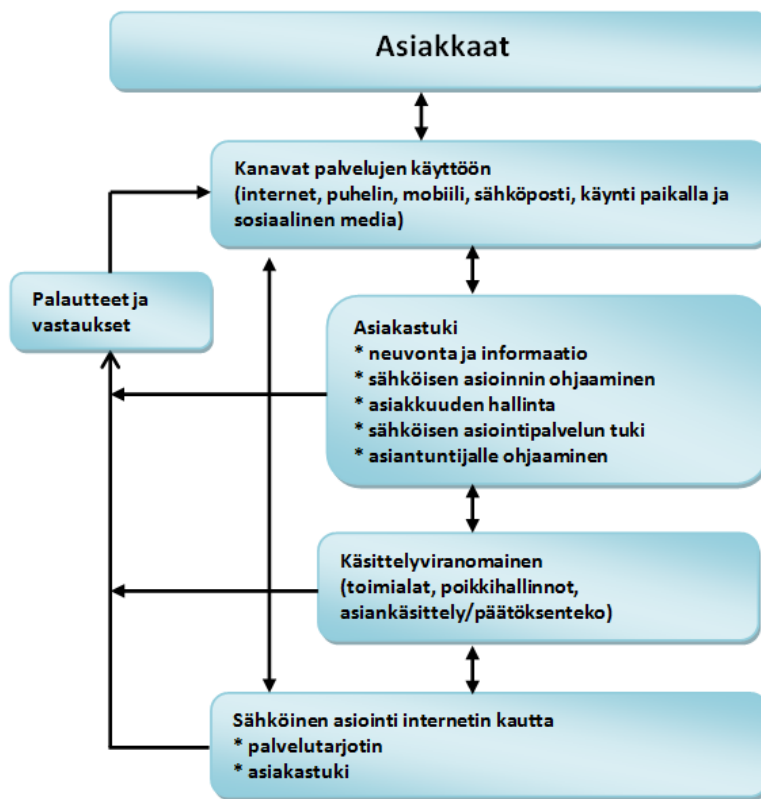 Asiakkaat
Kanavat palvelujen käyttöön
(internet, puhelin, mobiili, sähköposti, käynti paikalla ja
sosiaalinen media)
Palautteet ja
vastaukset
Asiakastuki
* neuvonta ja informaatio
* sähköisen asioinnin ohjaaminen
* asiakkuuden hallinta
* sähköisen asiointipalvelun tuki
* asiantuntijalle ohjaaminen
Käsittelyviranomainen
(toimialat, poikkihallinnot,
asiankäsittely/päätöksenteko)
Sähköinen asiointi internetin kautta
* palvelutarjotin
* asiakastuki